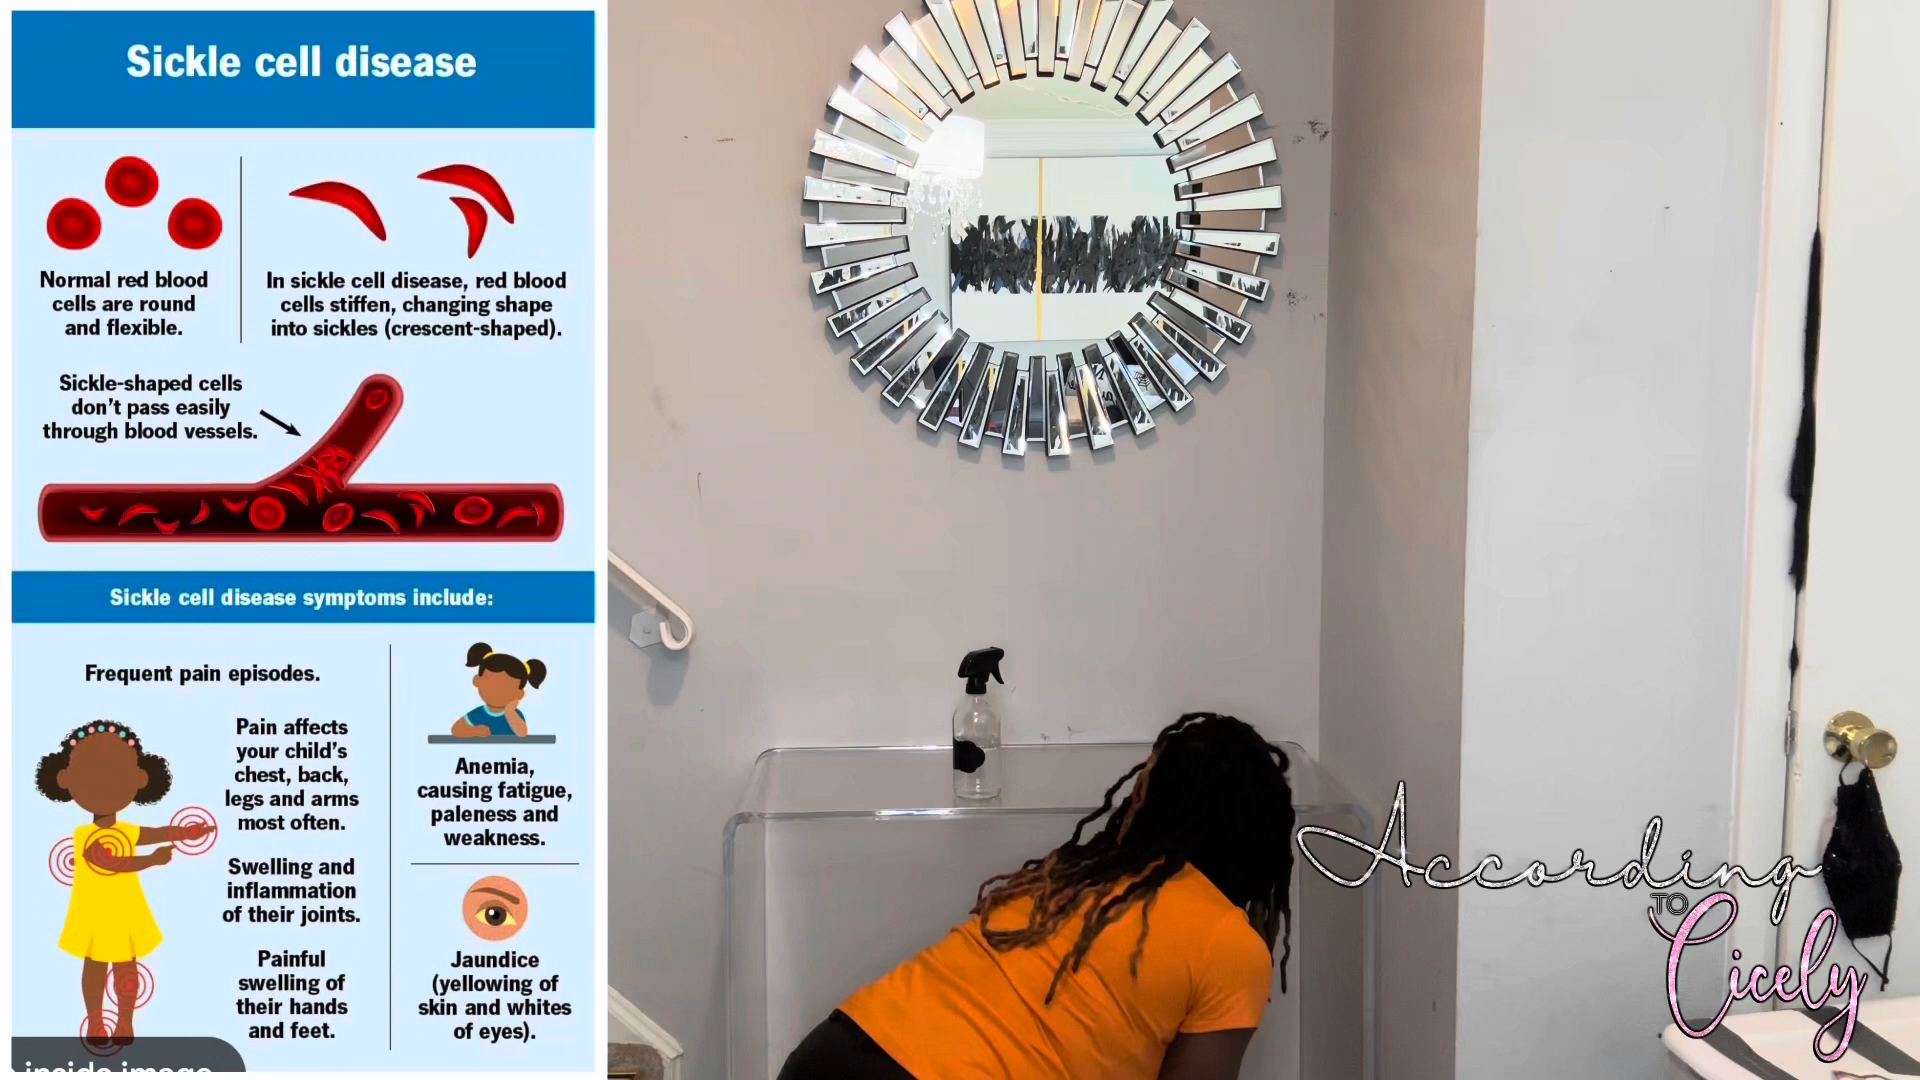 Sickle cell disease
Normal red blood
cells are round
and flexible.
In sickle cell disease, red blood
cells stiffen, changing shape
into sickles (crescent-shaped).
Sickle-shaped cells
don't pass easily
through blood vessels.
Sickle cell disease symptoms include:
Frequent pain episodes.
Pain affects
your child's
chest, back,
legs and arms
most often.
Swelling and
inflammation
of their joints.
Painful
swelling of
their hands
and feet.
Anemia,
causing fatigue,
paleness and
weakness.
Jaundice
(yellowing of
skin and whites
of eyes).
inside image
According
TO
Cicely